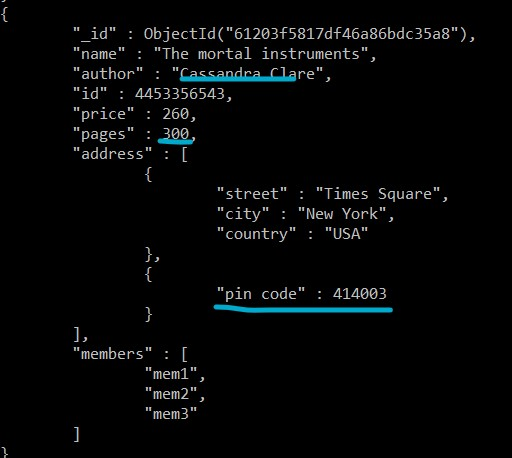 {
"_id" : ObjectId("61203f5817df46a86bdc35a8"),
"name" : "The mortal instruments",
"author" : "Cassandra Clare",
"id" : 4453356543,
"price" : 260,
"pages" : 300,
"address" : [
{
"street" : "Times Square",
"city" : "New York",
"country" : "USA"
},
{
"pin code" : 414003
}
],
"members" : [
"mem1",
"mem2",
"mem3"
]
}